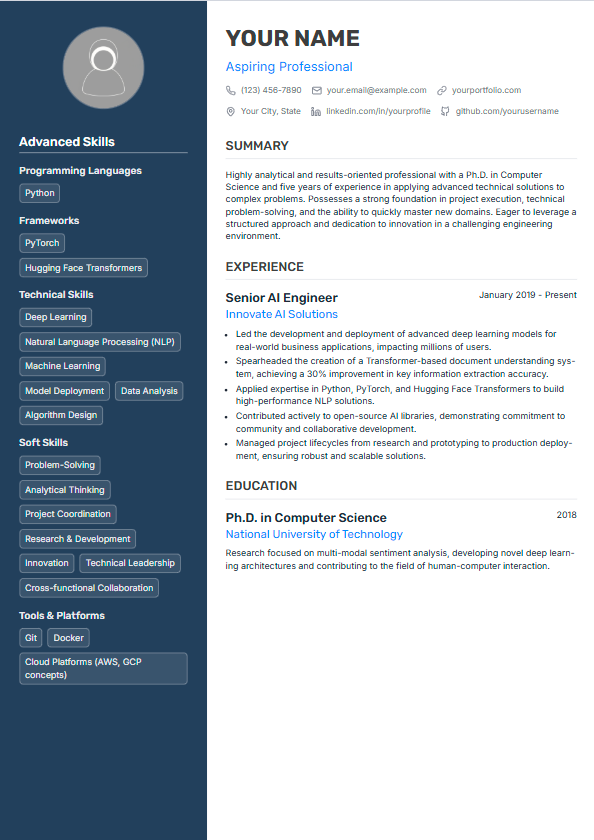 Advanced Skills
Programming Languages
Python
Frameworks
PyTorch
Hugging Face Transformers
Technical Skills
Deep Learning
Natural Language Processing (NLP)
Machine Learning
Model Deployment
Data Analysis
Algorithm Design
Soft Skills
Problem-Solving
Analytical Thinking
Project Coordination
Research & Development
Innovation
Technical Leadership
Cross-functional Collaboration
Tools & Platforms
Git
Docker
Cloud Platforms (AWS, GCP
concepts)
YOUR NAME
Aspiring Professional
(123) 456-7890
your.email@example.com
yourportfolio.com
Your City, State
linkedin.com/in/yourprofile
github.com/yourusername
SUMMARY
Highly analytical and results-oriented professional with a Ph.D. in Computer
Science and five years of experience in applying advanced technical solutions to
complex problems. Possesses a strong foundation in project execution, technical
problem-solving, and the ability to quickly master new domains. Eager to leverage a
structured approach and dedication to innovation in a challenging engineering
environment.
EXPERIENCE
Senior AI Engineer
January 2019 - Present
Innovate AI Solutions
• Led the development and deployment of advanced deep learning models for
real-world business applications, impacting millions of users.
• Spearheaded the creation of a Transformer-based document understanding sys-
tem, achieving a 30% improvement in key information extraction accuracy.
• Applied expertise in Python, PyTorch, and Hugging Face Transformers to build
high-performance NLP solutions.
• Contributed actively to open-source AI libraries, demonstrating commitment to
community and collaborative development.
• Managed project lifecycles from research and prototyping to production deploy-
ment, ensuring robust and scalable solutions.
EDUCATION
Ph.D. in Computer Science
2018
National University of Technology
Research focused on multi-modal sentiment analysis, developing novel deep learn-
ing architectures and contributing to the field of human-computer interaction.